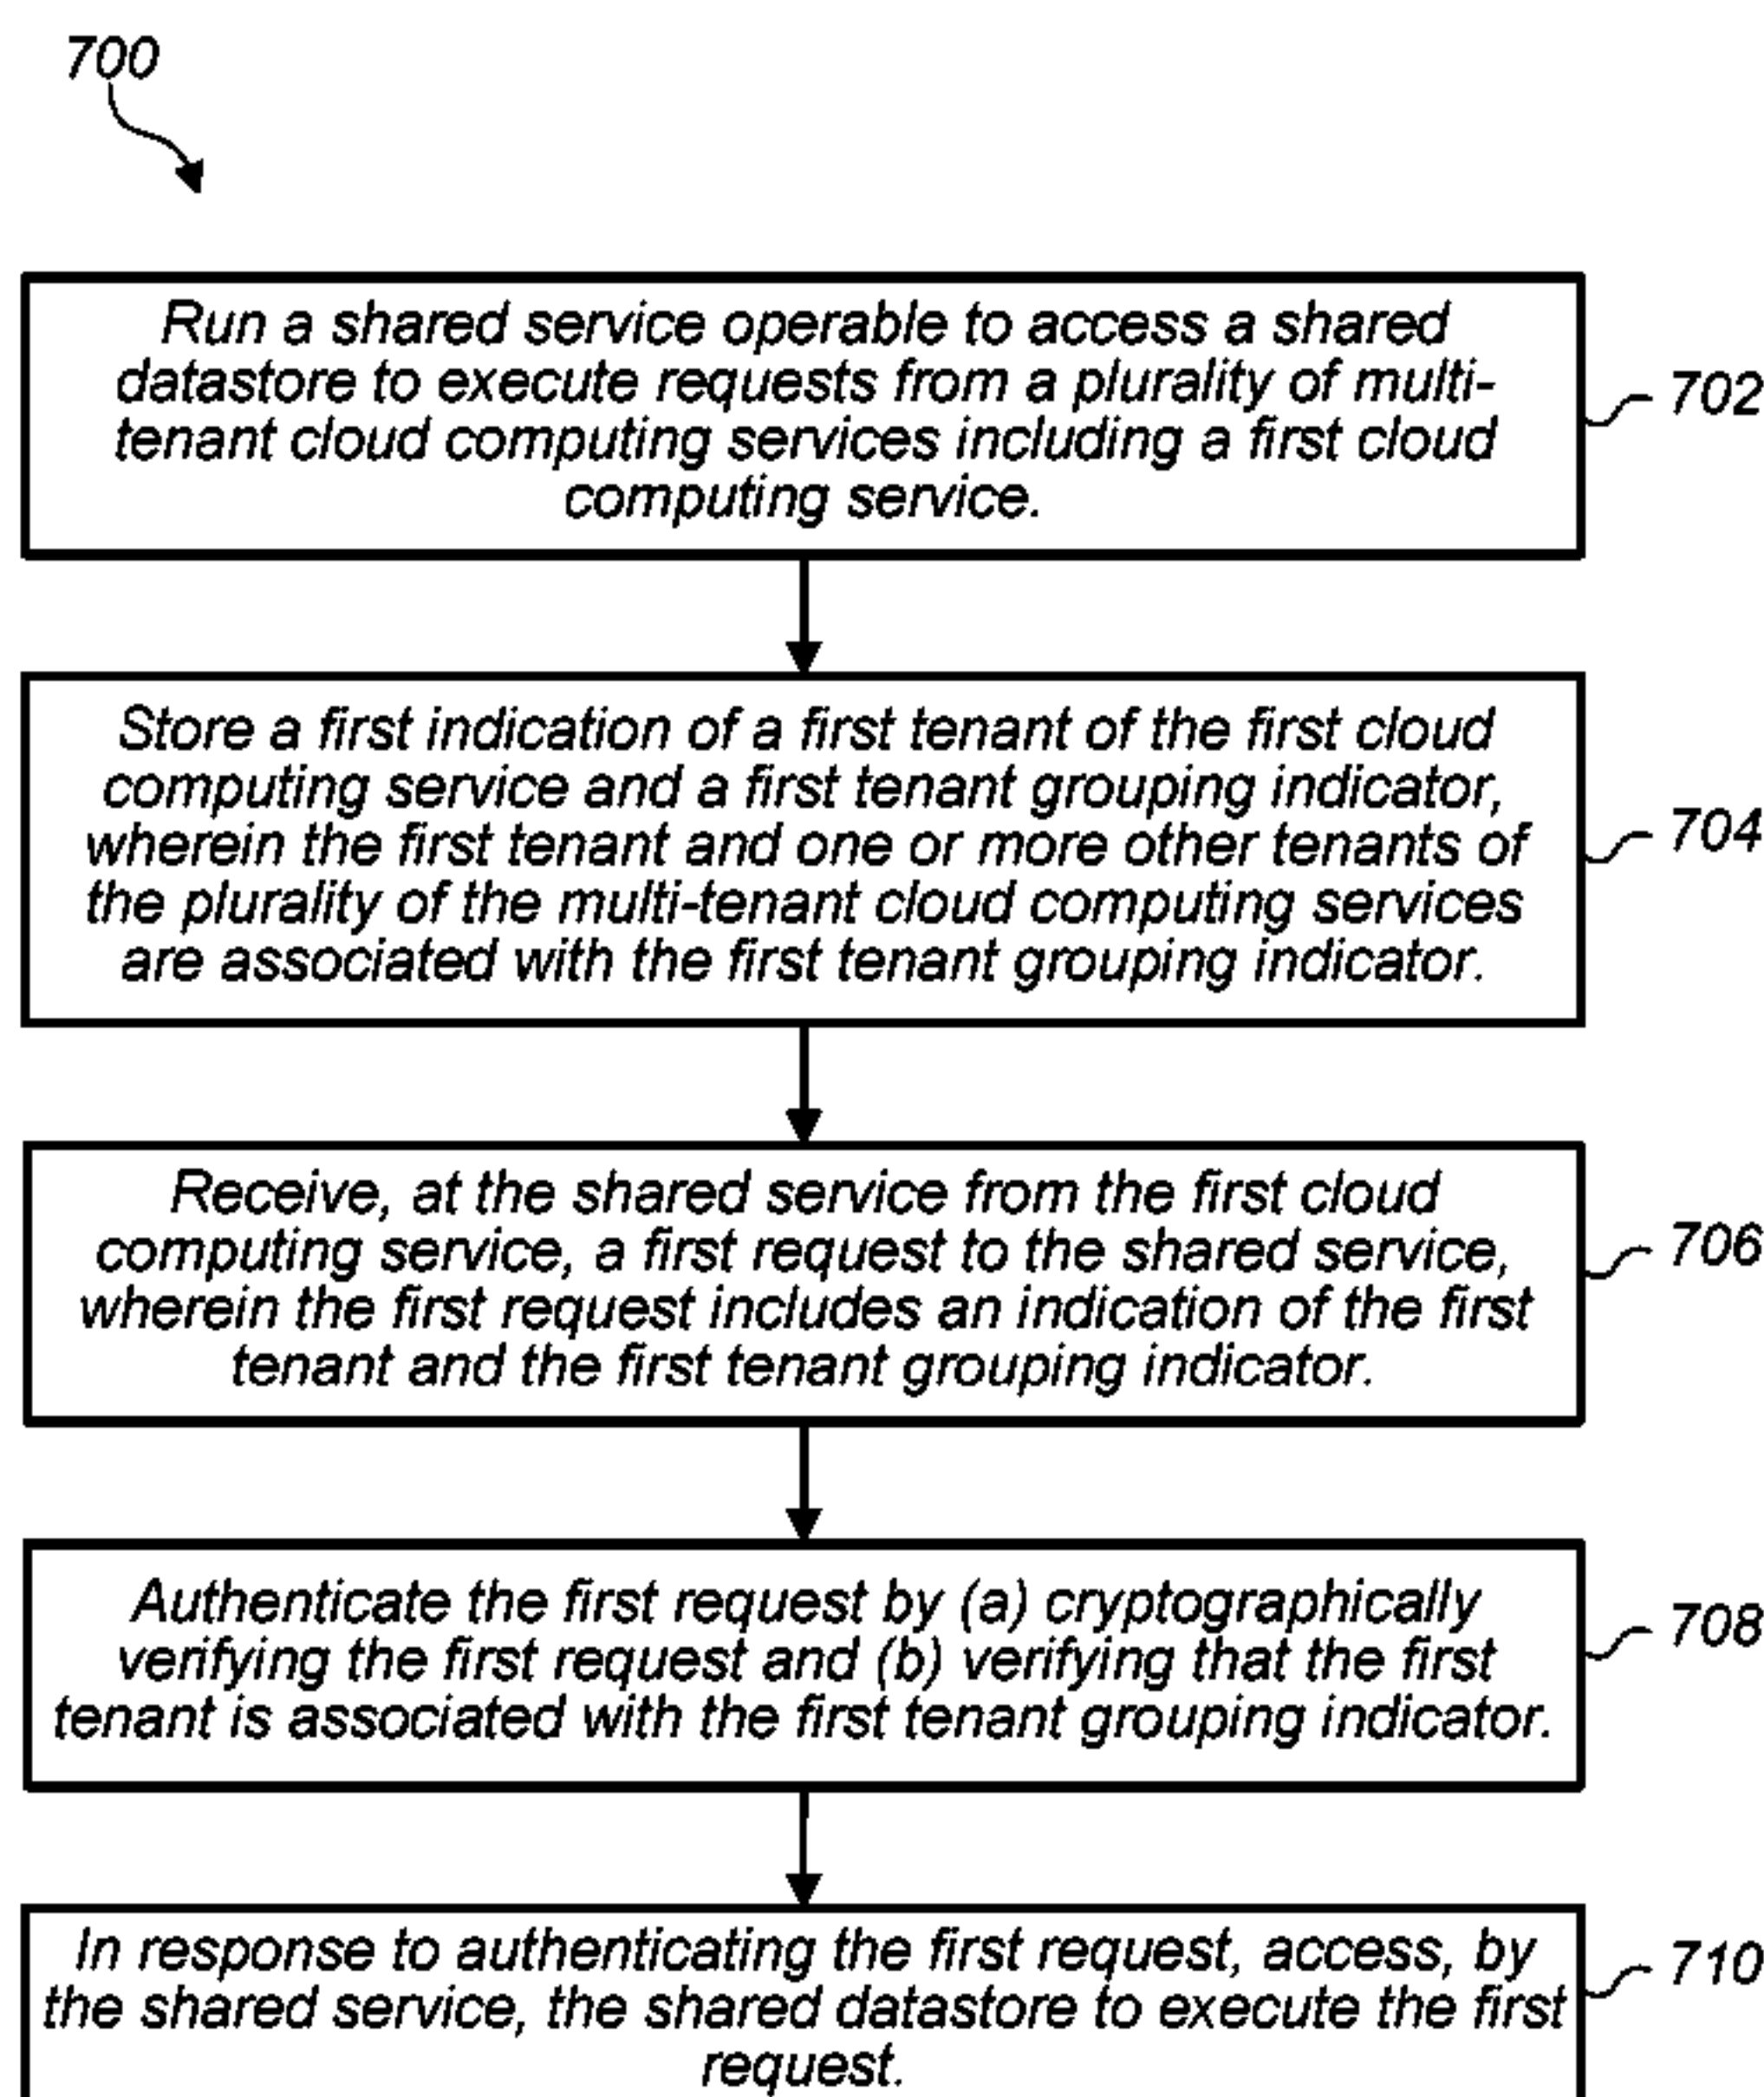 700
Run a shared service operable to access a shared
datastore to execute requests from a plurality of multi-
tenant cloud computing services including a first cloud
computing service.
702
Store a first indication of a first tenant of the first cloud
computing service and a first tenant grouping indicator,
wherein the first tenant and one or more other tenants of
the plurality of the multi-tenant cloud computing services
are associated with the first tenant grouping indicator.
704
Receive, at the shared service from the first cloud
computing service, a first request to the shared service,
wherein the first request includes an indication of the first
tenant and the first tenant grouping indicator.
706
Authenticate the first request by (a) cryptographically
verifying the first request and (b) verifying that the first
tenant is associated with the first tenant grouping indicator.
708
In response to authenticating the first request, access, by
the shared service, the shared datastore to execute the first
request.
710